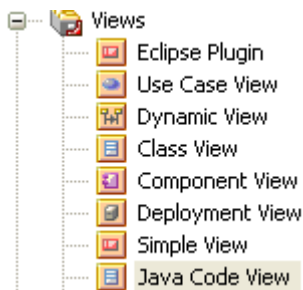 Views
Eclipse Plugin
Use Case View
Dynamic View
Class View
Component View
Deployment View
Simple View
Java Code View